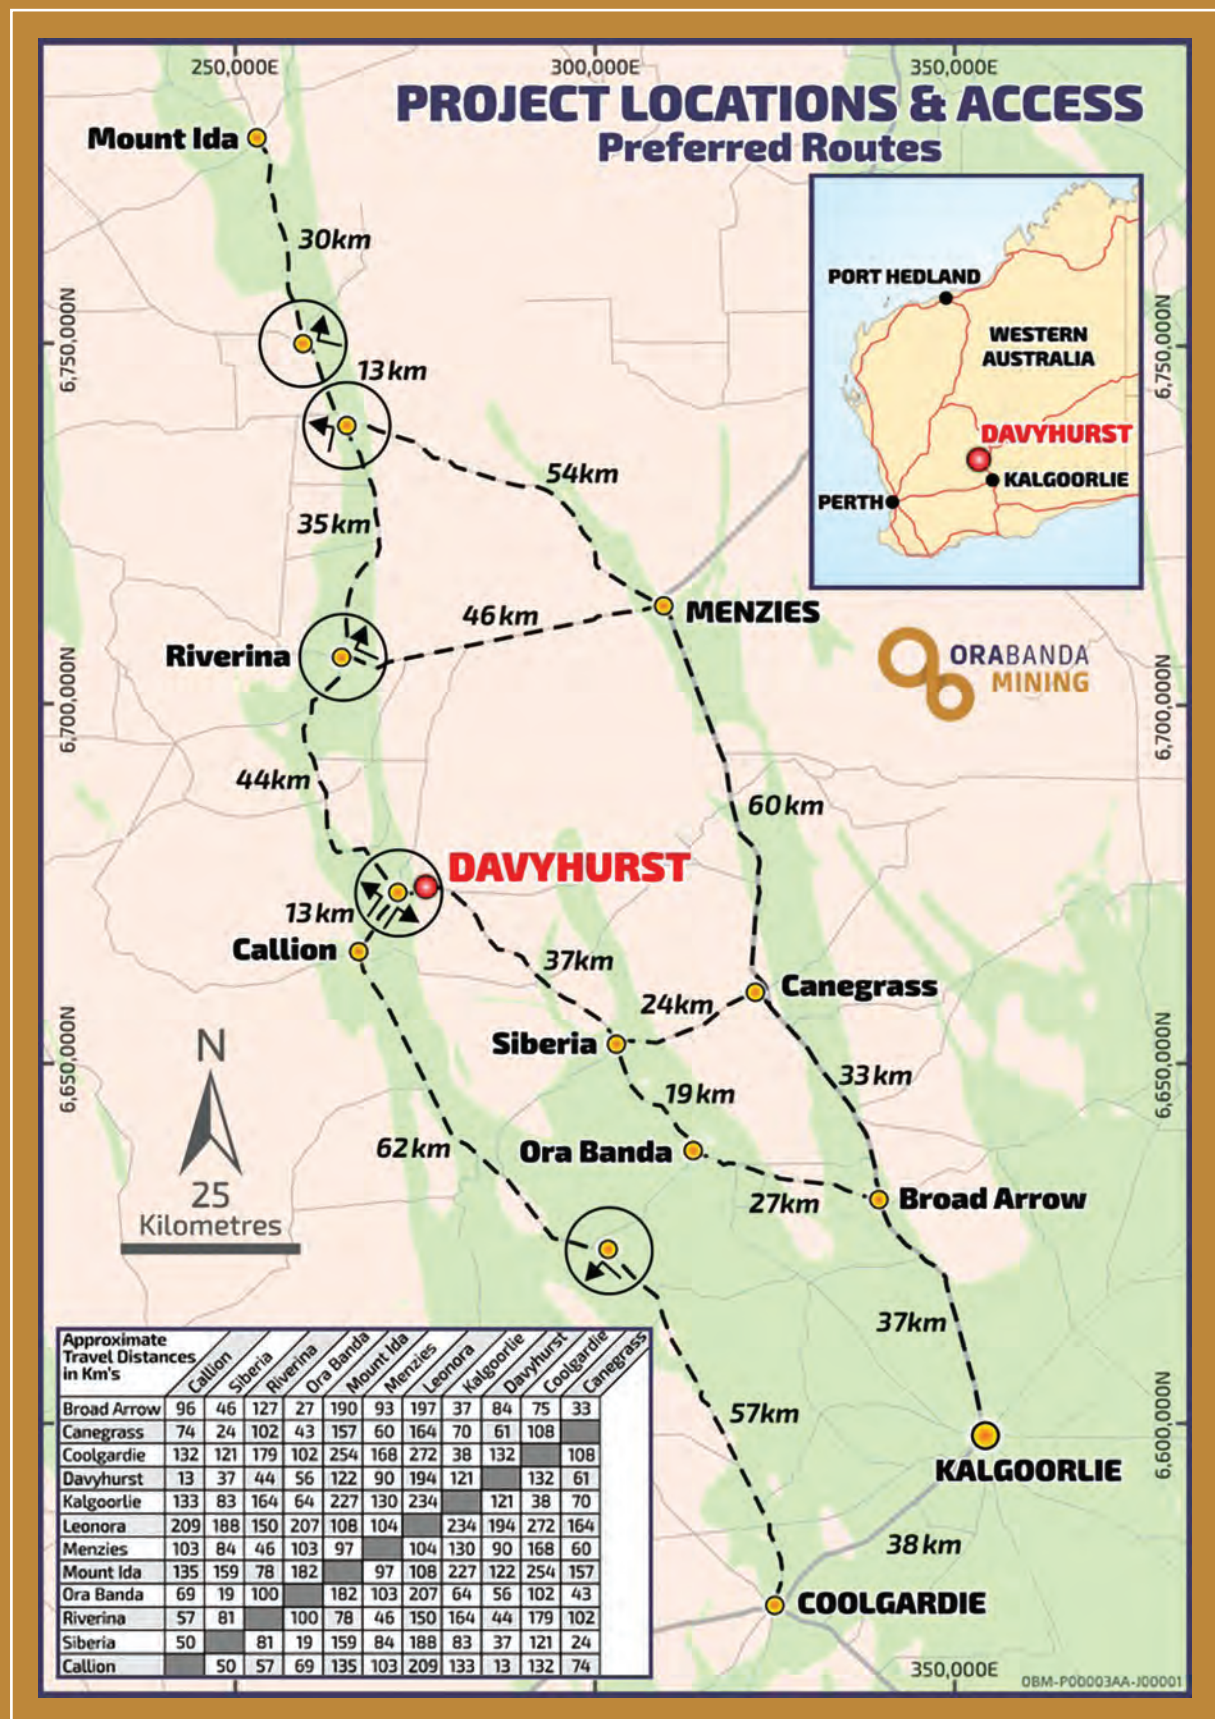 250,000E
300,000E
350,000E
PROJECT LOCATIONS & ACCESS
Preferred Routes
Mount Ida
30km
13km
54km
35km
46km
MENZIES
Riverina
44km
60km
DAVYHURST
13km
Callion
37km
24km
Canegrass
Siberia
33km
19km
62km
Ora Banda
27km
Broad Arrow
37km
57km
KALGOORLIE
38km
COOLGARDIE
PORT HEDLAND
WESTERN
AUSTRALIA
DAVYHURST
KALGOORLIE
PERTH
ORABANDA
MINING
6,750,000N
6,700,000N
6,650,000N
6,750,000N
6,700,000N
6,650,000N
6,600,000N
N
25
Kilometres
Approximate
Travel Distances
in Km's
Callion Siberia Riverina Ora Banda Mount Ida Menzies Leonora Kalgoorlie Davyhurst Coolgardie Canegrass
Broad Arrow 96 46 127 27 190 93 197 37 84 75 33
Canegrass 74 24 102 43 157 60 164 70 61 108
Coolgardie 132 121 179 102 254 168 272 38 132 108
Davyhurst 13 37 44 56 122 90 194 121 132 61
Kalgoorlie 133 83 164 64 227 130 234 121 38 70
Leonora 209 188 150 207 108 104 234 194 272 164
Menzies 103 84 46 103 97 104 130 90 168 60
Mount Ida 135 159 78 182 97 108 227 122 254 157
Ora Banda 69 19 100 182 103 207 64 56 102 43
Riverina 57 81 100 78 46 150 164 44 179 102
Siberia 50 81 19 159 84 188 83 37 121 24
Callion 50 57 69 135 103 209 133 13 132 74
350,000E
OBM-P00003AA-J00001